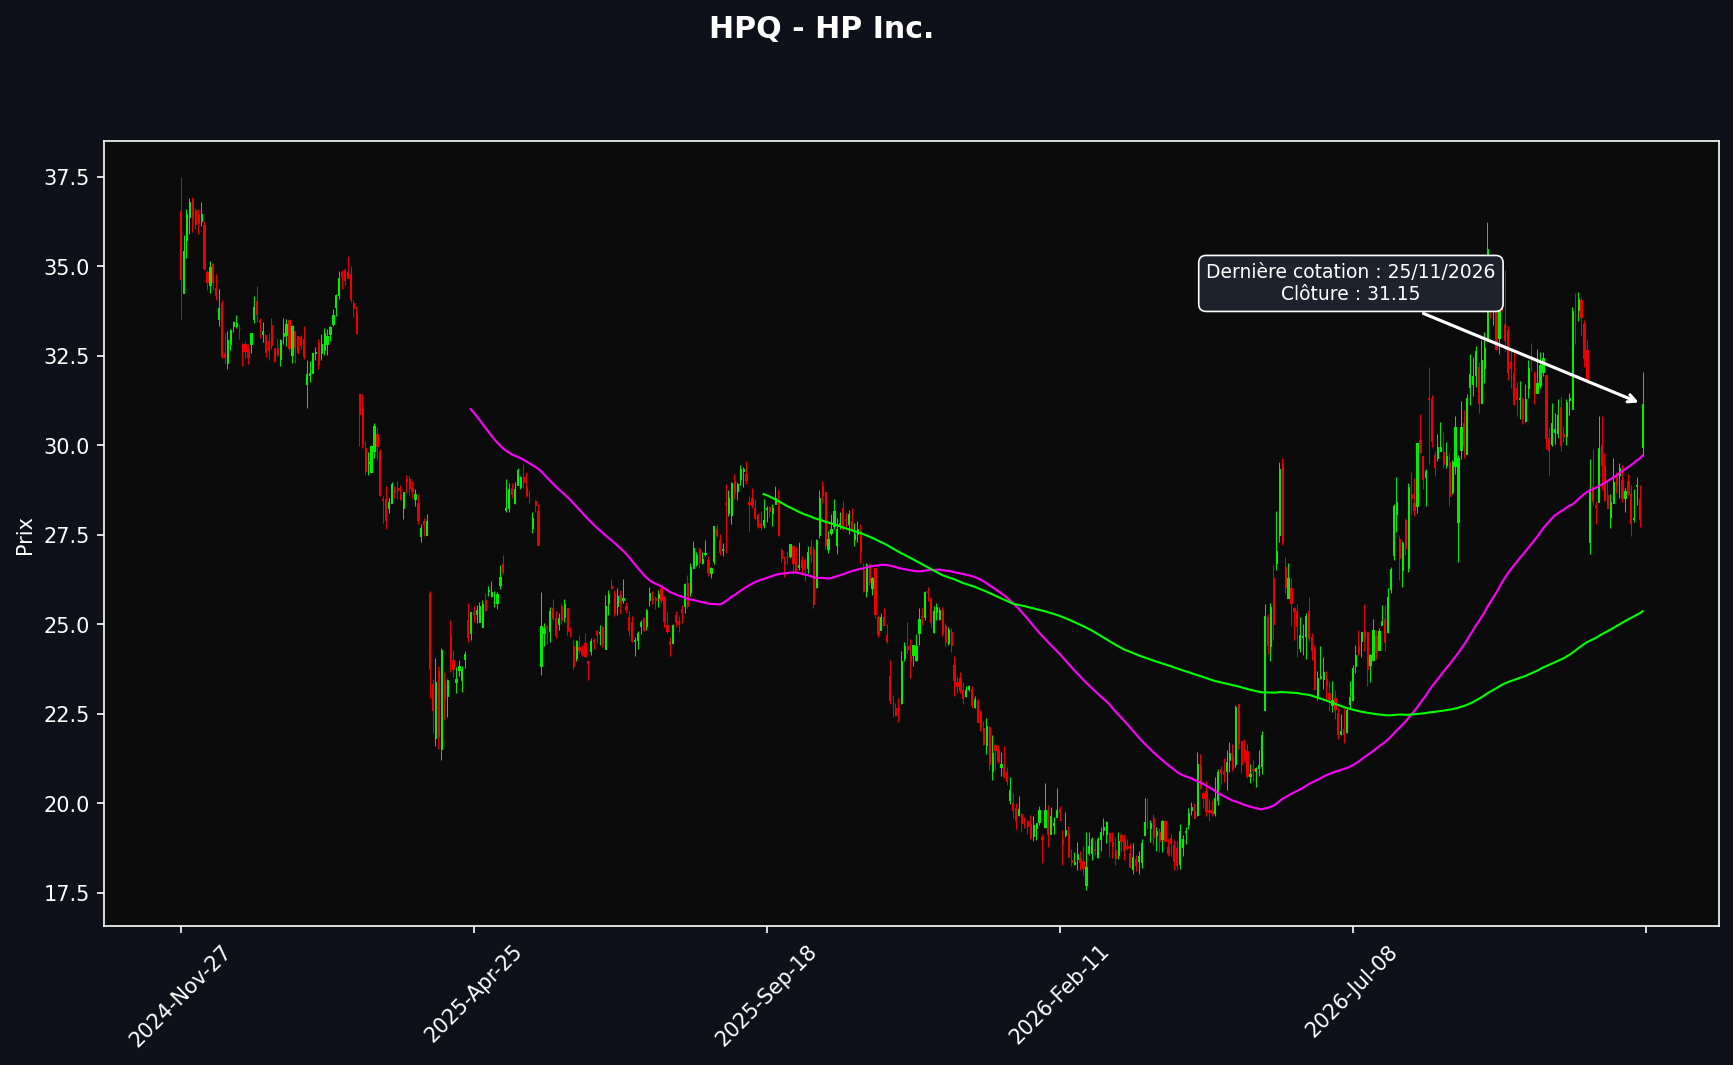 HPQ - HP Inc.
37.5
35.0
32.5
30.0
27.5
25.0
22.5
20.0
17.5
Prix
Dernière cotation : 25/11/2026
Clôture : 31.15
2024-Nov-27
2025-Apr-25
2025-Sep-18
2026-Feb-11
2026-Jul-08